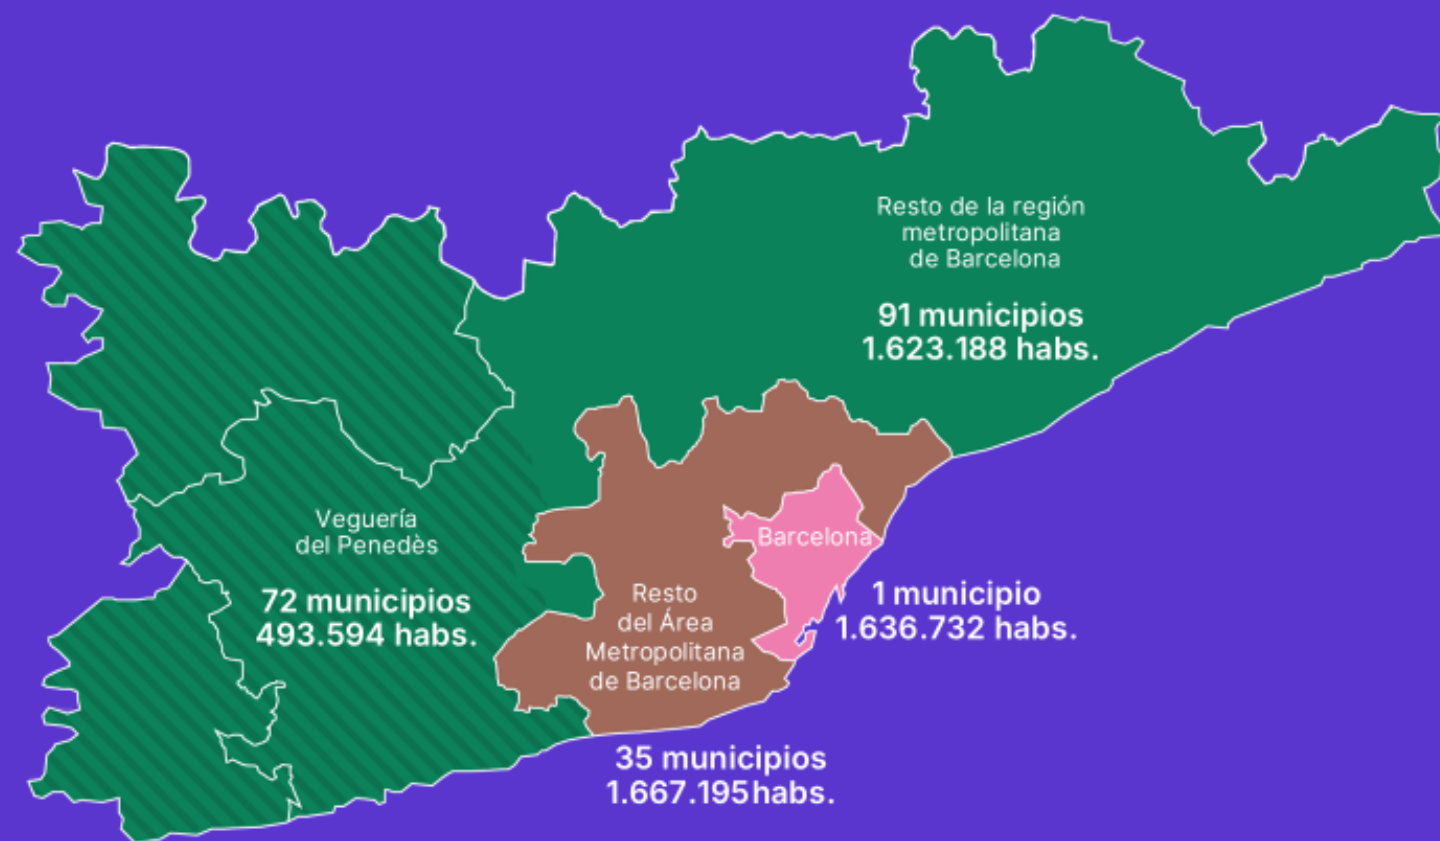 Resto de la región
metropolitana
de Barcelona
91 municipios
1.623.188 habs.
Veguería
del Penedès
72 municipios
493.594 habs.
Barcelona
1 municipio
1.636.732 habs.
Resto
del Área
Metropolitana
de Barcelona
35 municipios
1.667.195habs.